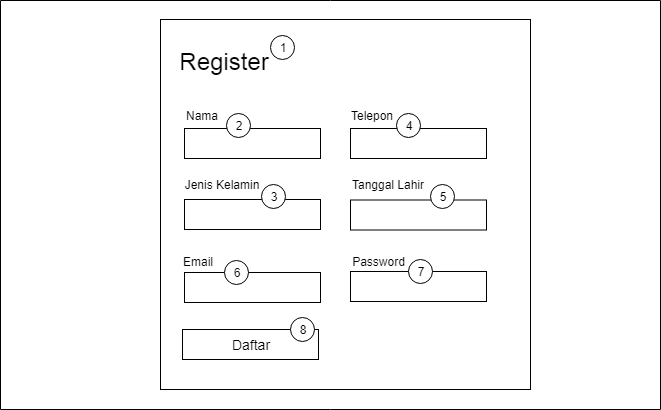 Register 1
Nama 2
Telepon 4
Jenis Kelamin 3
Tanggal Lahir 5
Email 6
Password 7
Daftar 8